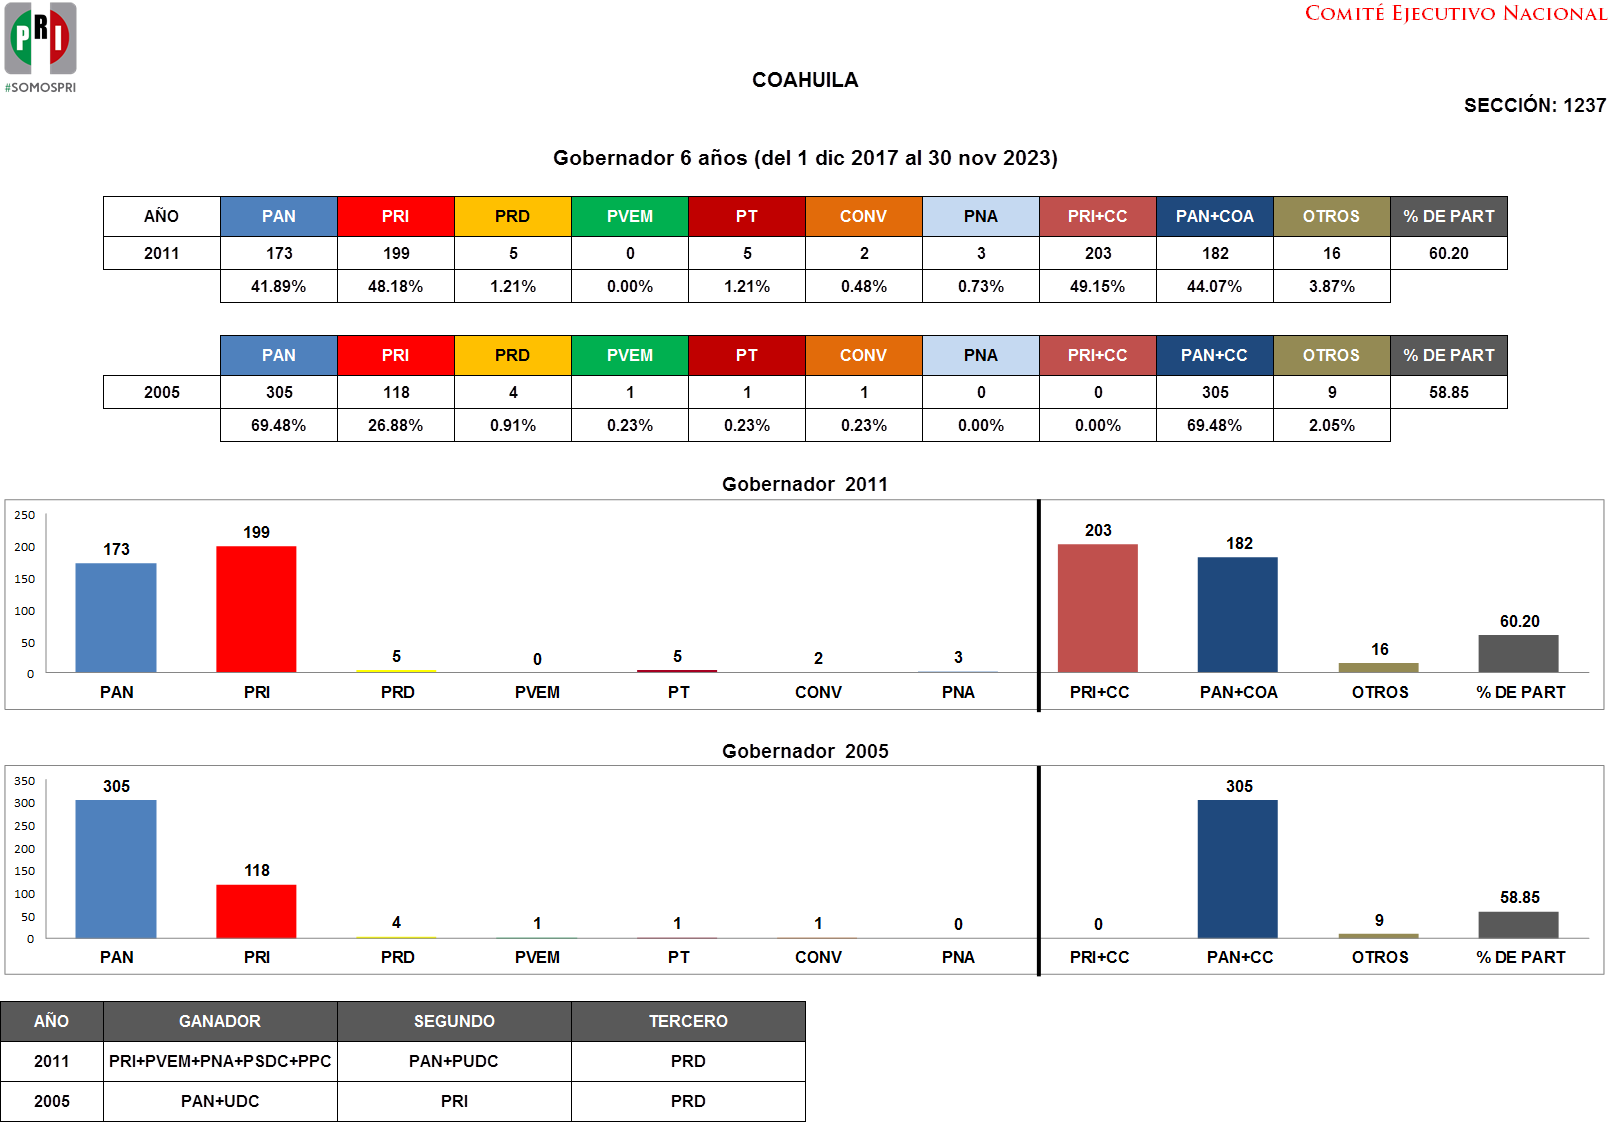 COMITÉ EJECUTIVO NACIONAL
PRI
#SOMOSPRI
COAHUILA
SECCIÓN: 1237
Gobernador 6 años (del 1 dic 2017 al 30 nov 2023)
AÑO PAN PRI PRD PVEM PT CONV PNA PRI+CC PAN+COA OTROS % DE PART
2011 173 199 5 0 5 2 3 203 182 16 60.20
41.89% 48.18% 1.21% 0.00% 1.21% 0.48% 0.73% 49.15% 44.07% 3.87%
PAN PRI PRD PVEM PT CONV PNA PRI+CC PAN+CC OTROS % DE PART
2005 305 118 4 1 1 1 0 0 305 9 58.85
69.48% 26.88% 0.91% 0.23% 0.23% 0.23% 0.00% 0.00% 69.48% 2.05%
Gobernador 2011
250
200
150
100
50
0
173 199 5 0 5 2 3 203 182 16 60.20
PAN PRI PRD PVEM PT CONV PNA PRI+CC PAN+COA OTROS % DE PART
Gobernador 2005
350
300
250
200
150
100
50
0
305 118 4 1 1 1 0 0 305 9 58.85
PAN PRI PRD PVEM PT CONV PNA PRI+CC PAN+CC OTROS % DE PART
AÑO GANADOR SEGUNDO TERCERO
2011 PRI+PVEM+PNA+PSDC+PPC PAN+PUDC PRD
2005 PAN+UDC PRI PRD